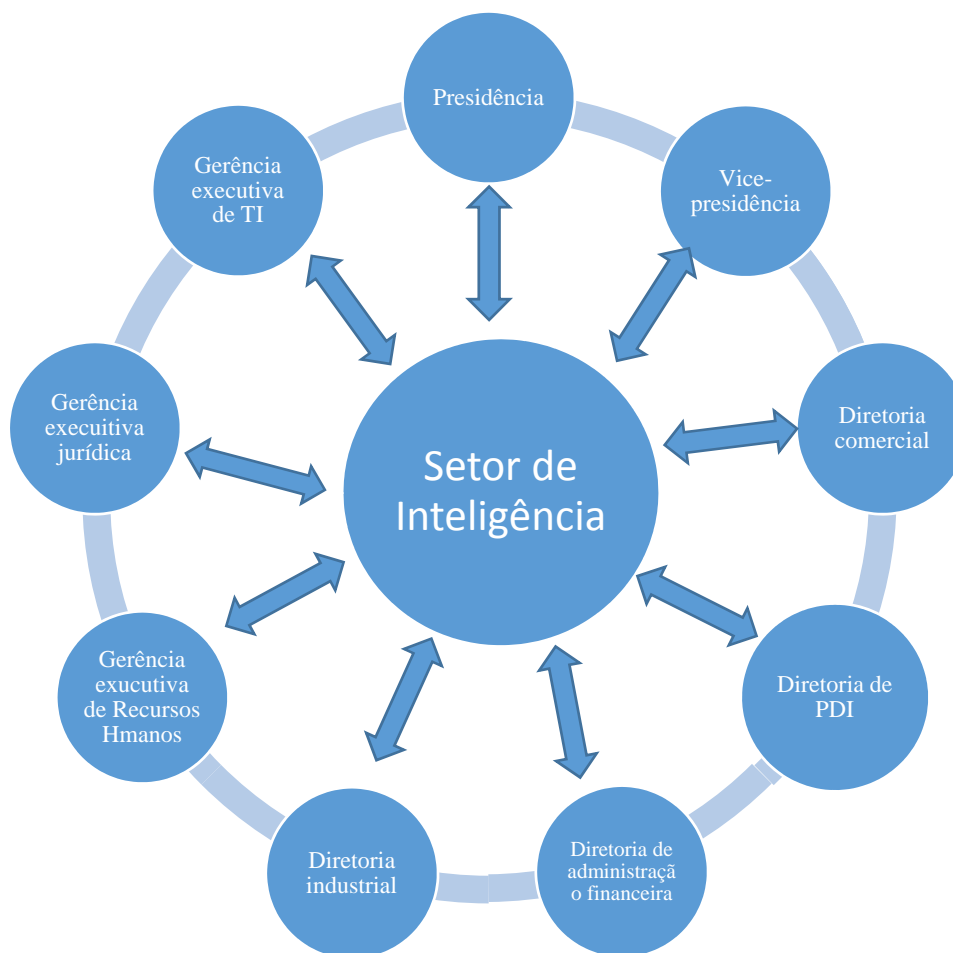 Presidência
Vice-
presidência
Diretoria
comercial
Diretoria de
PDI
Diretoria de
administraçã
o financeira
Diretoria
industrial
Gerência
exucutiva
de Recursos
Hmanos
Gerência
execuitiva
jurídica
Gerência
executiva
de TI
Setor de
Inteligência